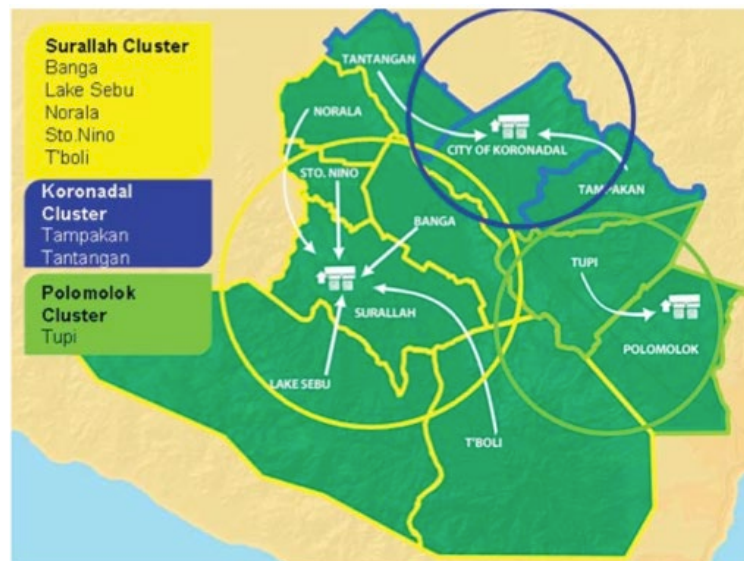 Surallah Cluster
Banga
Lake Sebu
Norala
Sto.Nino
T'boli
Koronadal
Cluster
Tampakan
Tantangan
Polomolok
Cluster
Tupi
TANTANGAN
NORALA
CITY OF KORONADAL
STO. NINO
TAMPAKAN
BANGA
TUPI
SURALLAH
POLOMOLOK
LAKE SEBU
T'BOLI